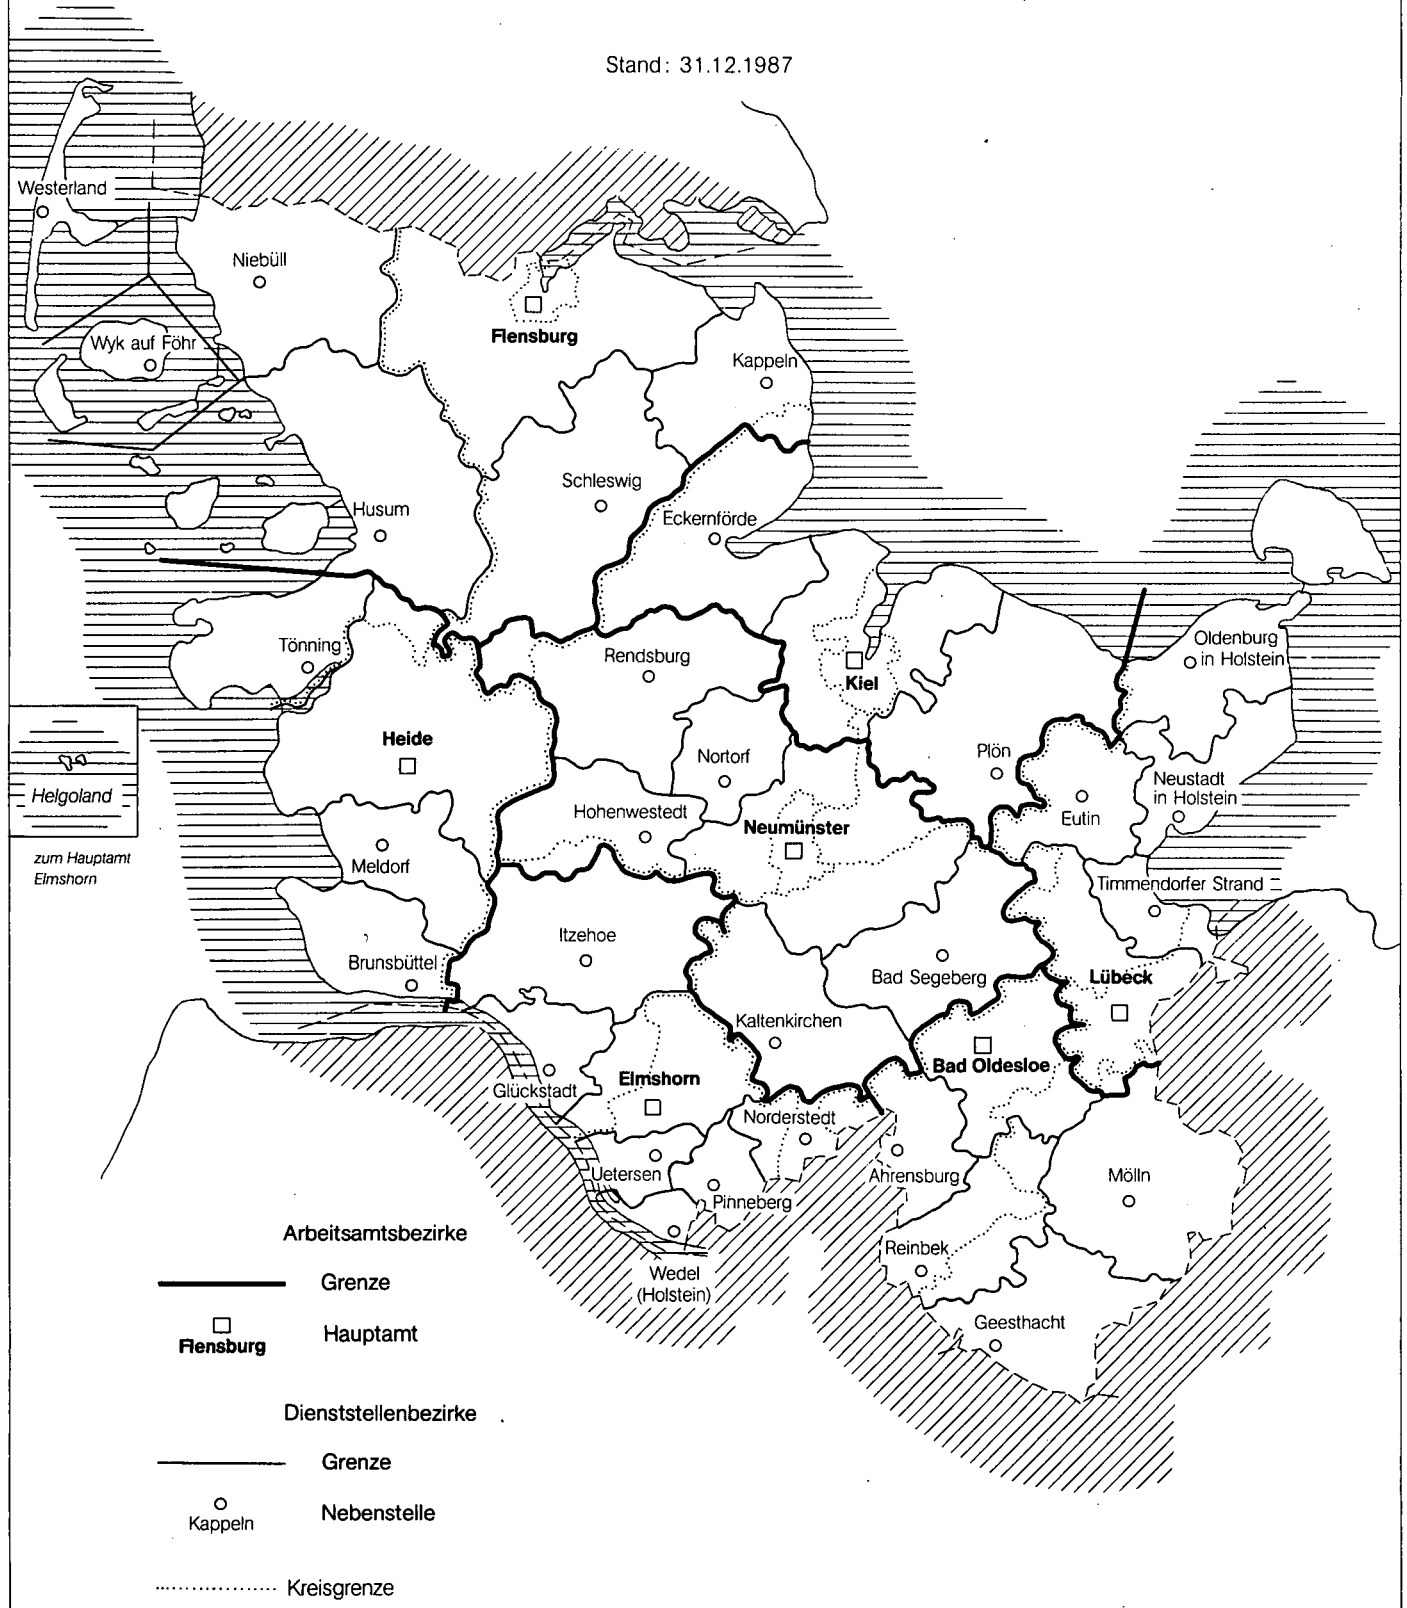 Stand: 31.12.1987
Westerland
Niebüll
Flensburg
Wyk auf Föhr
Kappeln
Schleswig
Husum
Eckernförde
Tönning
Rendsburg
Kiel
Oldenburg
in Holstein
Heide
Nortorf
Plön
Helgoland
Hohenwestedt
Neumünster
Eutin
Neustadt
in Holstein
zum Hauptamt
Elmshorn
Meldorf
Timmendorfer Strand
Itzehoe
Brunsbüttel
Bad Segeberg
Lübeck
Kaltenkirchen
Glückstadt
Elmshorn
Bad Oldesloe
Norderstedt
Uetersen
Pinneberg
Ahrensburg
Mölln
Wedel
(Holstein)
Reinbek
Geesthacht
Arbeitsamtsbezirke
Grenze
Flensburg
Hauptamt
Dienststellenbezirke
Grenze
Kappeln
Nebenstelle
Kreisgrenze